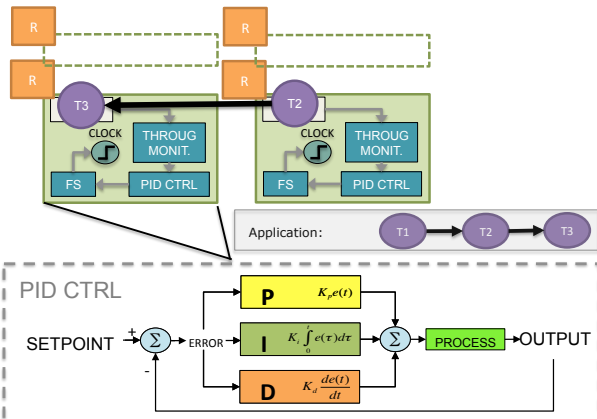 R
R
R
R
T3
T2
CLOCK
THROUG
MONIT.
FS
PID CTRL
CLOCK
THROUG
MONIT.
FS
PID CTRL
Application:
T1
T2
T3
PID CTRL
SETPOINT
+
-
Σ
ERROR
P K_p e(t)
I K_i ∫_0^t e(τ)dτ
D K_d de(t)/dt
Σ
PROCESS
OUTPUT